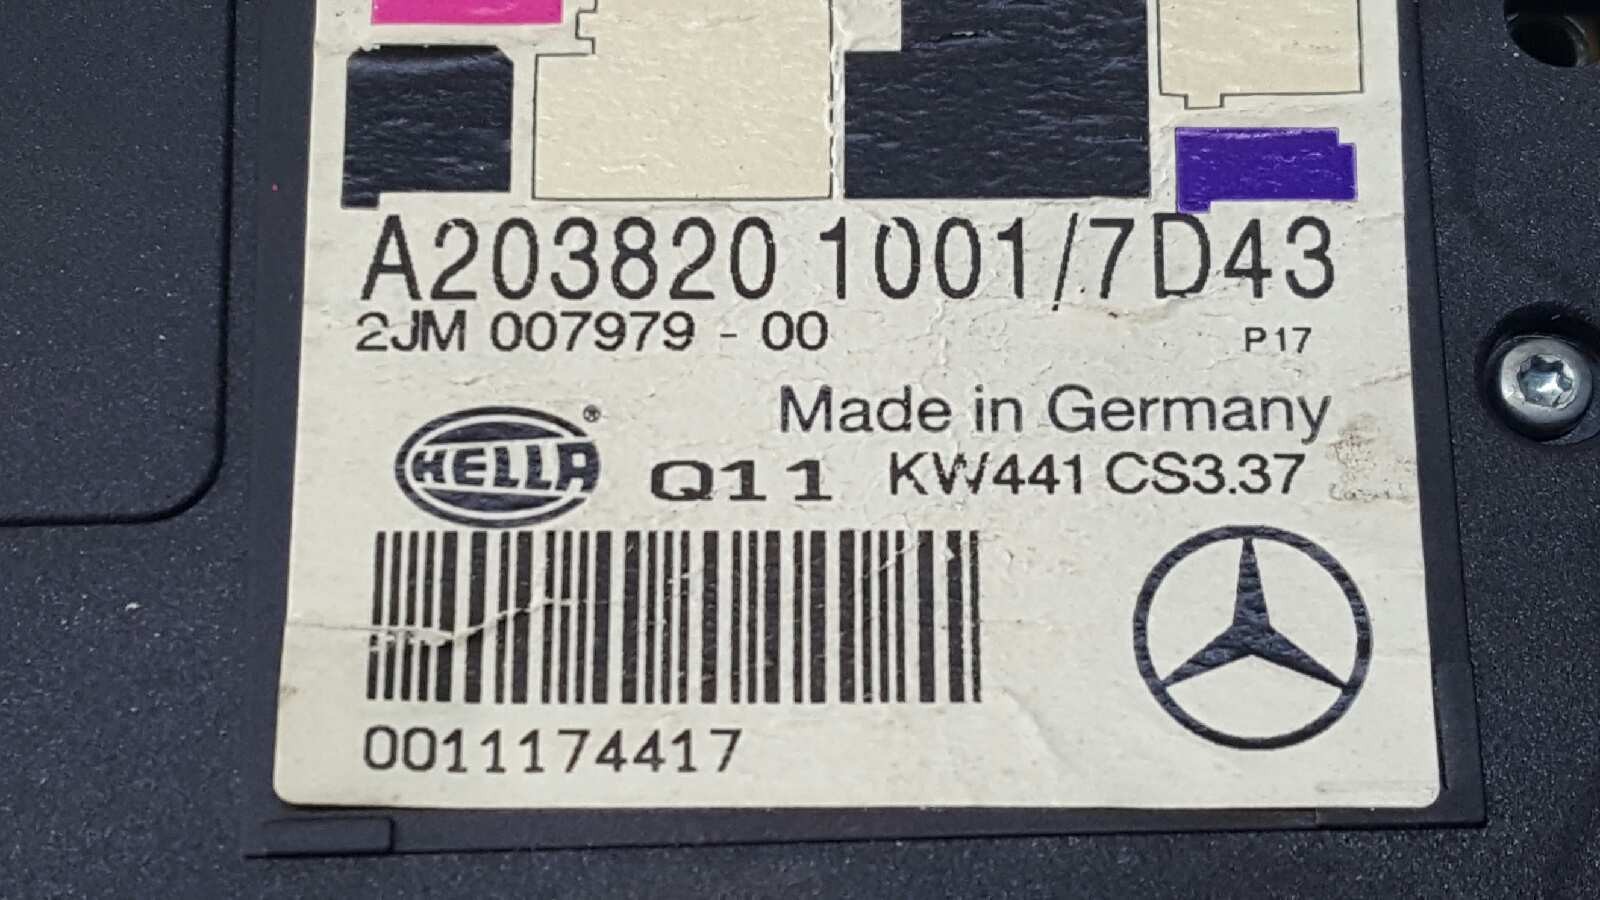 A203820 1001/7D43
2JM 007979 - 00
P17
Made in Germany
HELLA®
Q11
KW441 CS3.37
0011174417